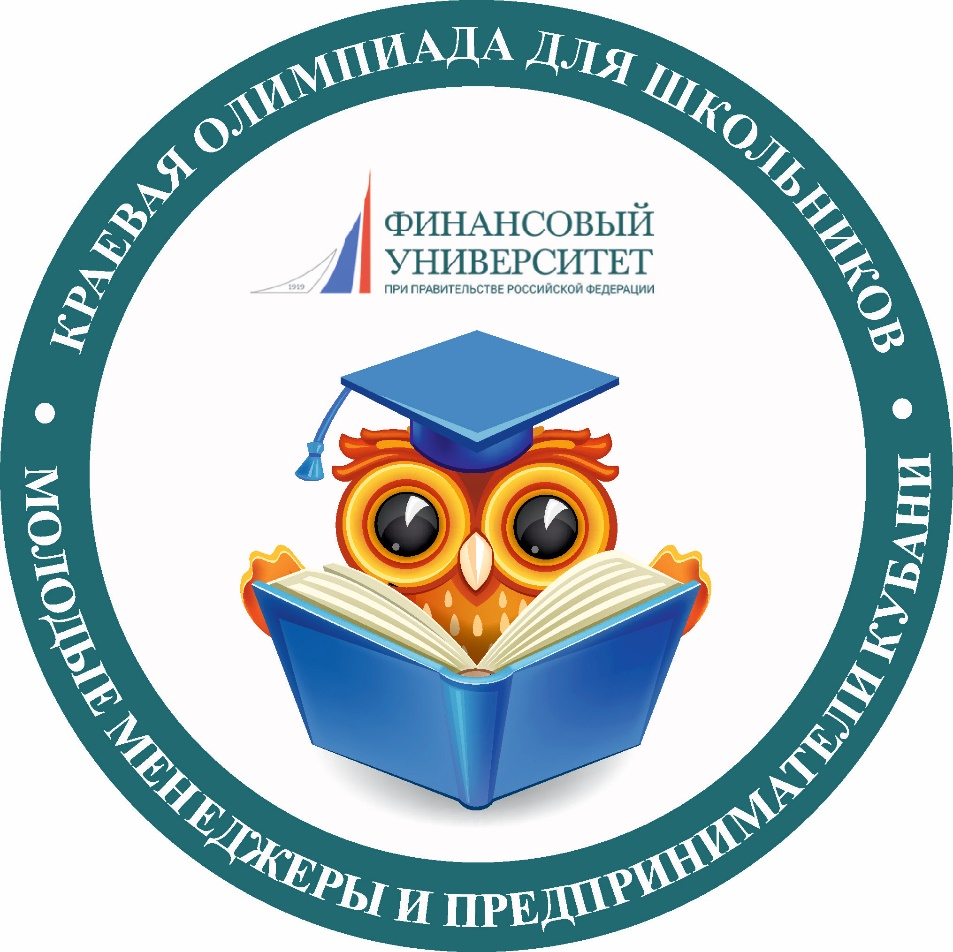 КРАЕВАЯ ОЛИМПИАДА ДЛЯ ШКОЛЬНИКОВ
1919
ФИНАНСОВЫЙ
УНИВЕРСИТЕТ
ПРИ ПРАВИТЕЛЬСТВЕ РОССИЙСКОЙ ФЕДЕРАЦИИ
МОЛОДЫЕ МЕНЕДЖЕРЫ И ПРЕДПРИНИМАТЕЛИ КУБАНИ